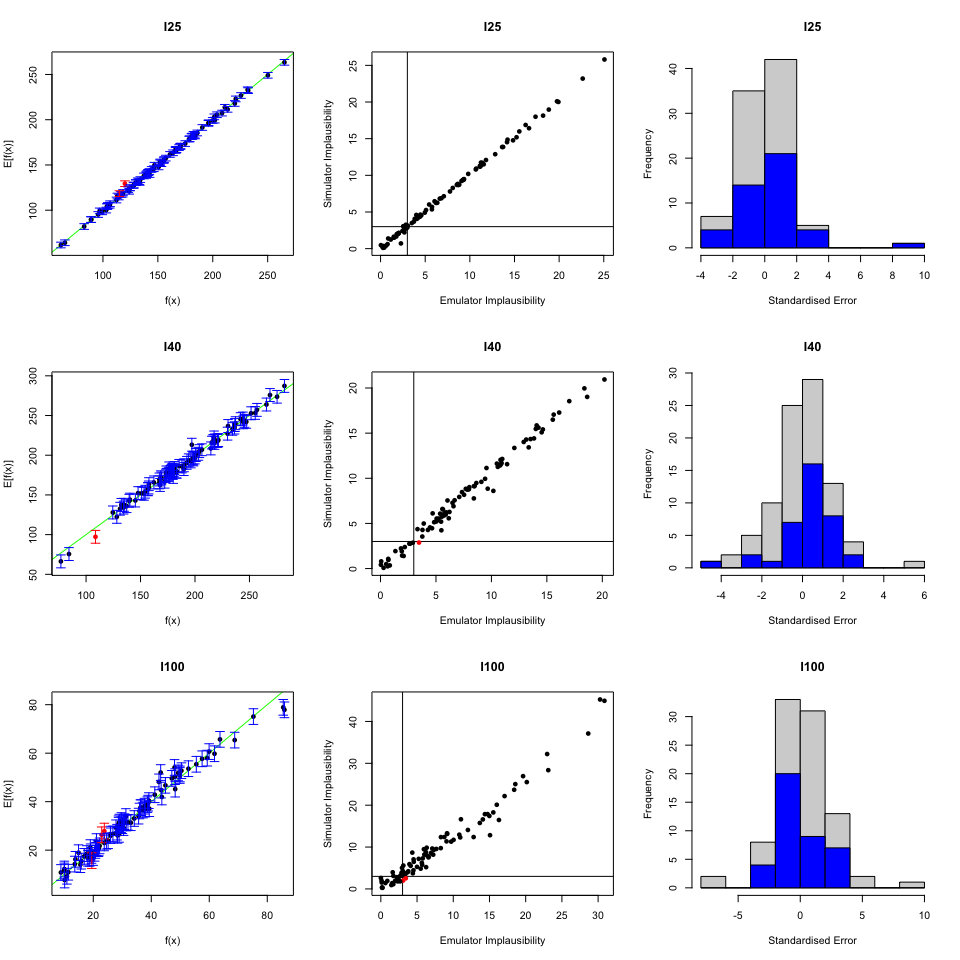 I25
I25
250
200
150
100
E[f(x)]
100 150 200 250
f(x)
25
20
15
10
5
0
Simulator Implausibility
0 5 10 15 20 25
Emulator Implausibility
40
30
20
10
0
Frequency
-4 -2 0 2 4 6 8 10
Standardised Error
I40
I40
300
250
200
150
100
50
E[f(x)]
100 150 200 250
f(x)
20
15
10
5
0
Simulator Implausibility
0 5 10 15 20
Emulator Implausibility
30
25
20
15
10
5
0
Frequency
-4 -2 0 2 4 6
Standardised Error
I100
I100
80
60
40
20
E[f(x)]
20 40 60 80
f(x)
40
30
20
10
0
Simulator Implausibility
0 5 10 15 20 25 30
Emulator Implausibility
30
25
20
15
10
5
0
Frequency
-5 0 5 10
Standardised Error
I25
I40
I100